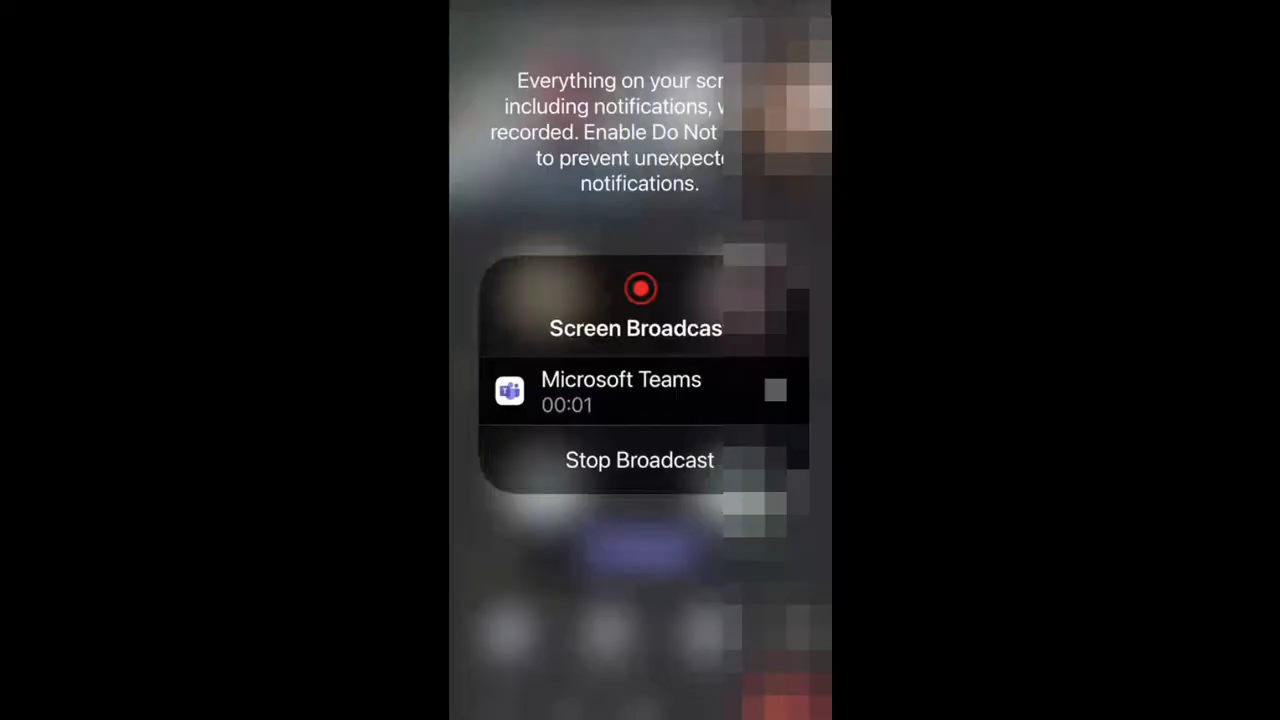 Everything on your scr
including notifications,
recorded. Enable Do Not
to prevent unexpecte
notifications.
Screen Broadcas
Microsoft Teams
00:01
Stop Broadcast